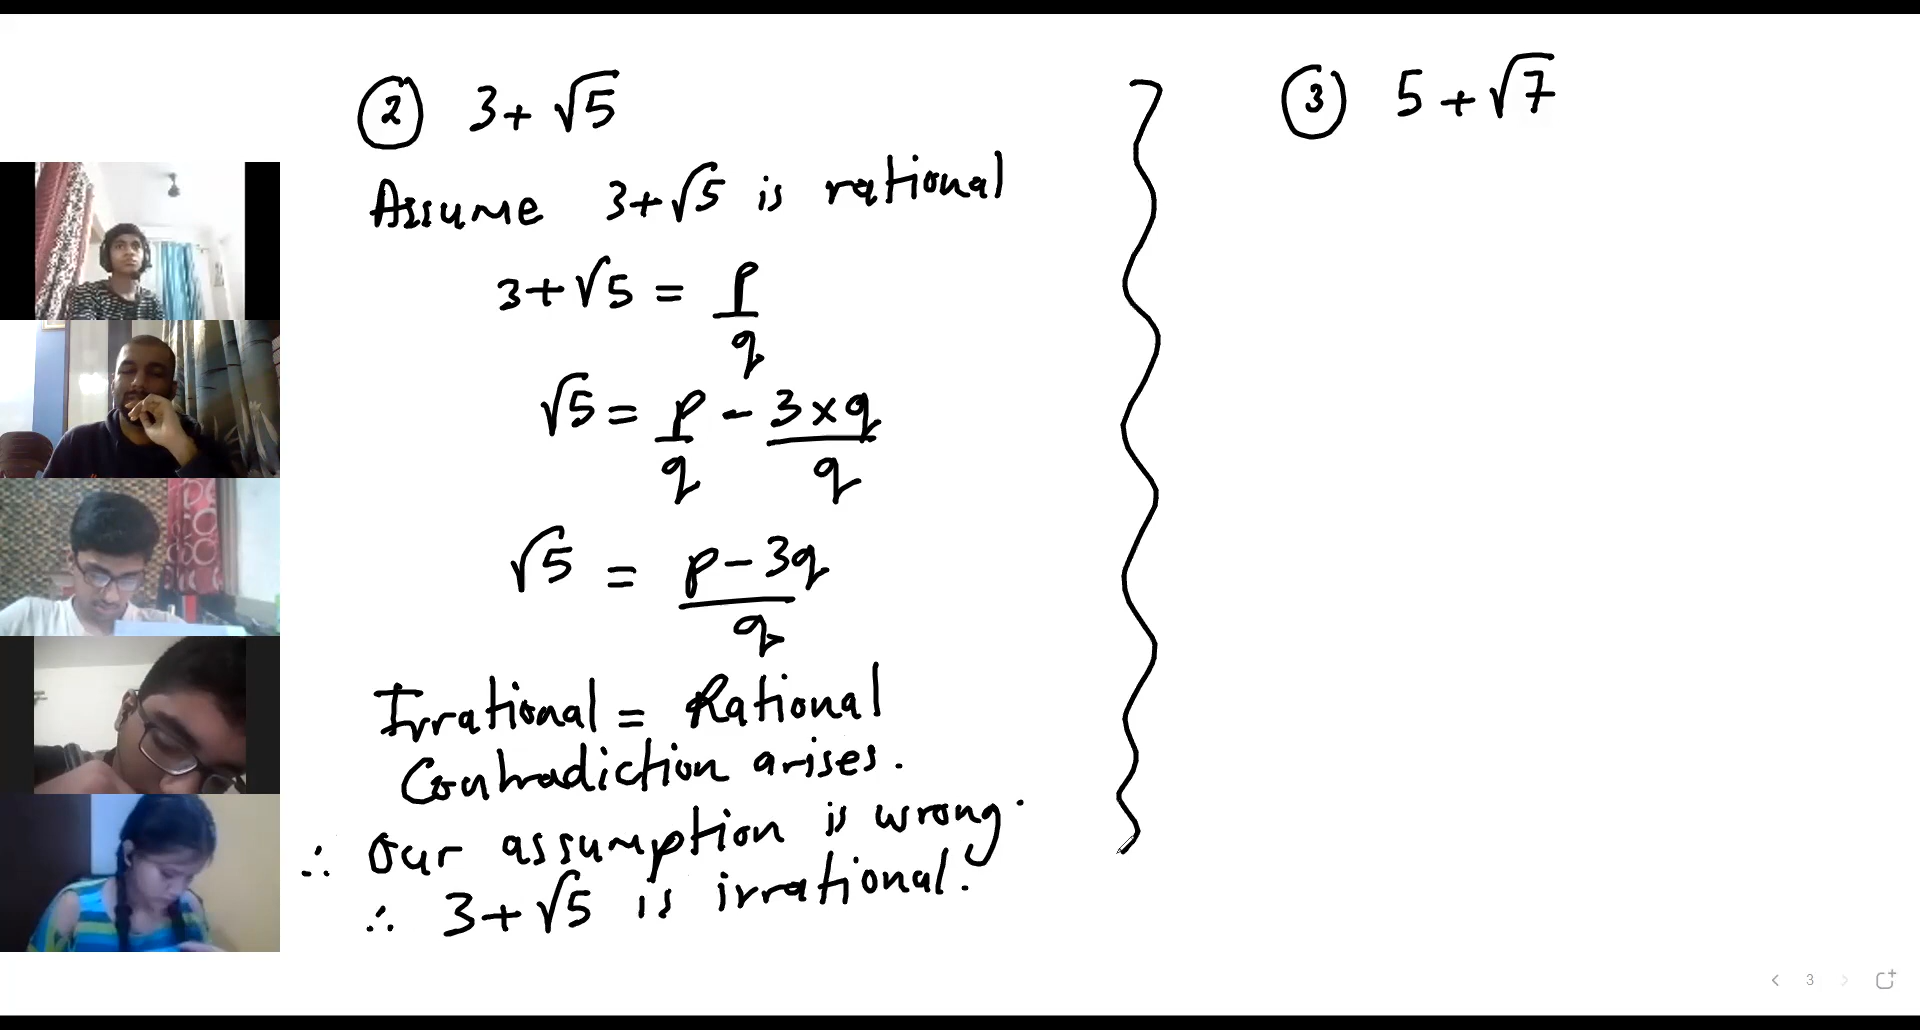 2 3 + √5
Assume 3+√5 is rational
3+√5 = p/q
√5 = p/q - 3×q/q
√5 = p-3q/q
Irrational = Rational
Contradiction arises.
∴ Our assumption is wrong.
∴ 3+√5 is irrational.
3 5+√7
3